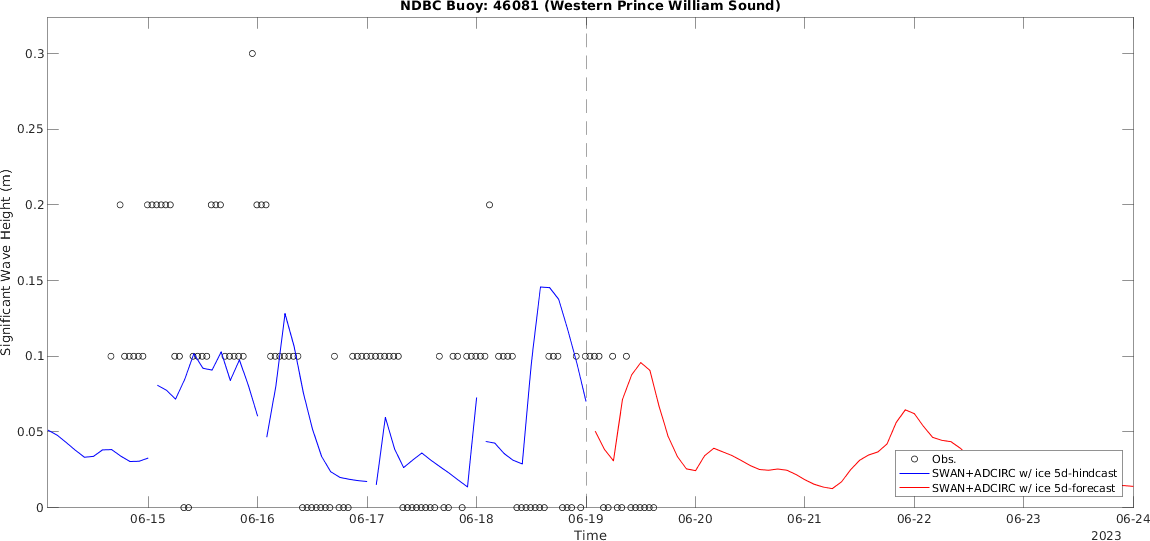 NDBC Buoy: 46081 (Western Prince William Sound)
Significant Wave Height (m)
0.3
0.25
0.2
0.15
0.1
0.05
0
Obs.
SWAN+ADCIRC w/ ice 5d-hindcast
SWAN+ADCIRC w/ ice 5d-forecast
06-15 06-16 06-17 06-18 06-19 06-20 06-21 06-22 06-23 06-24
Time
2023